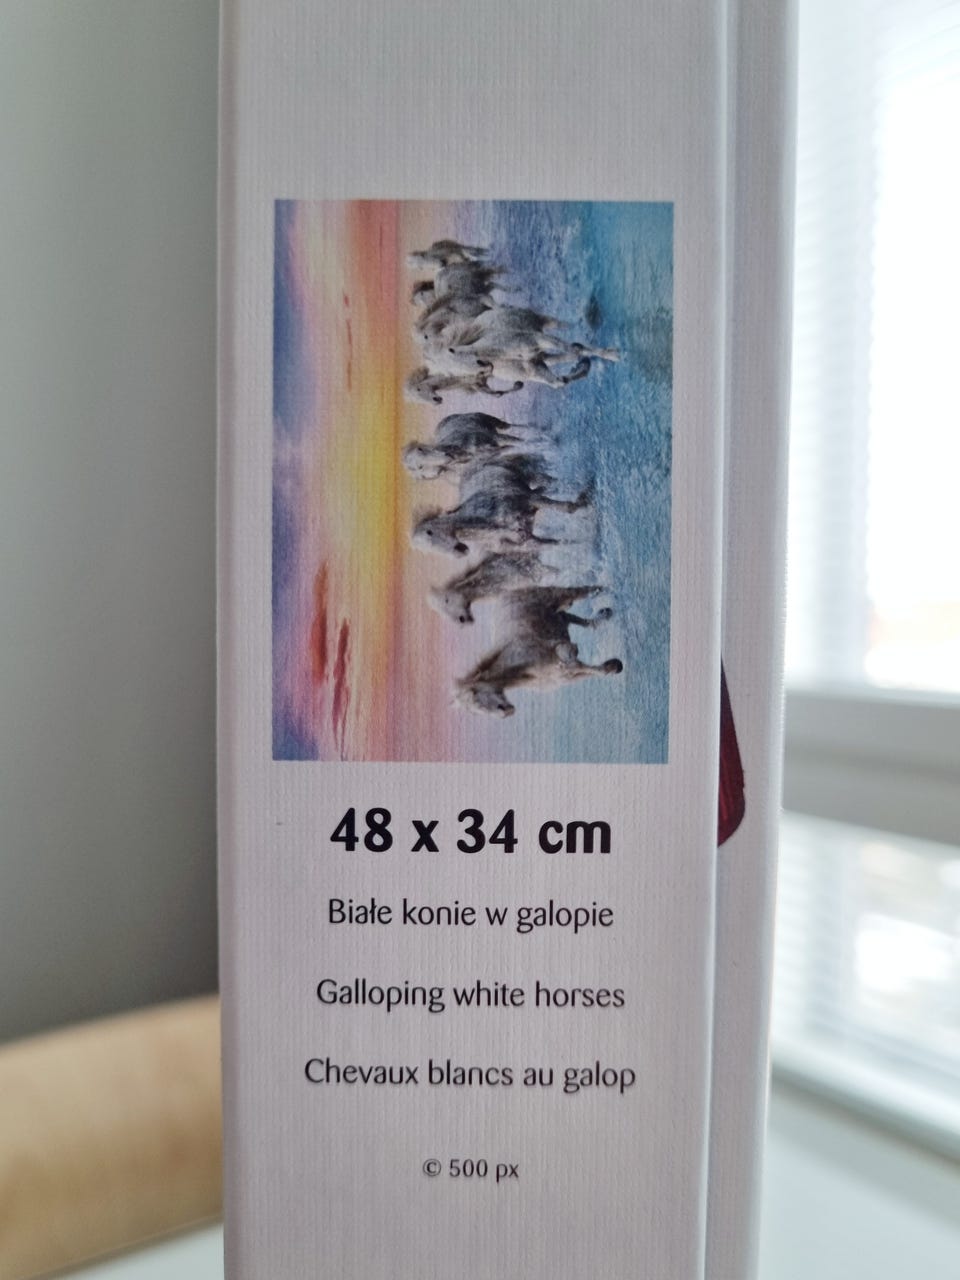 48 x 34 cm
Białe konie w galopie
Galloping white horses
Chevaux blancs au galop
© 500 px